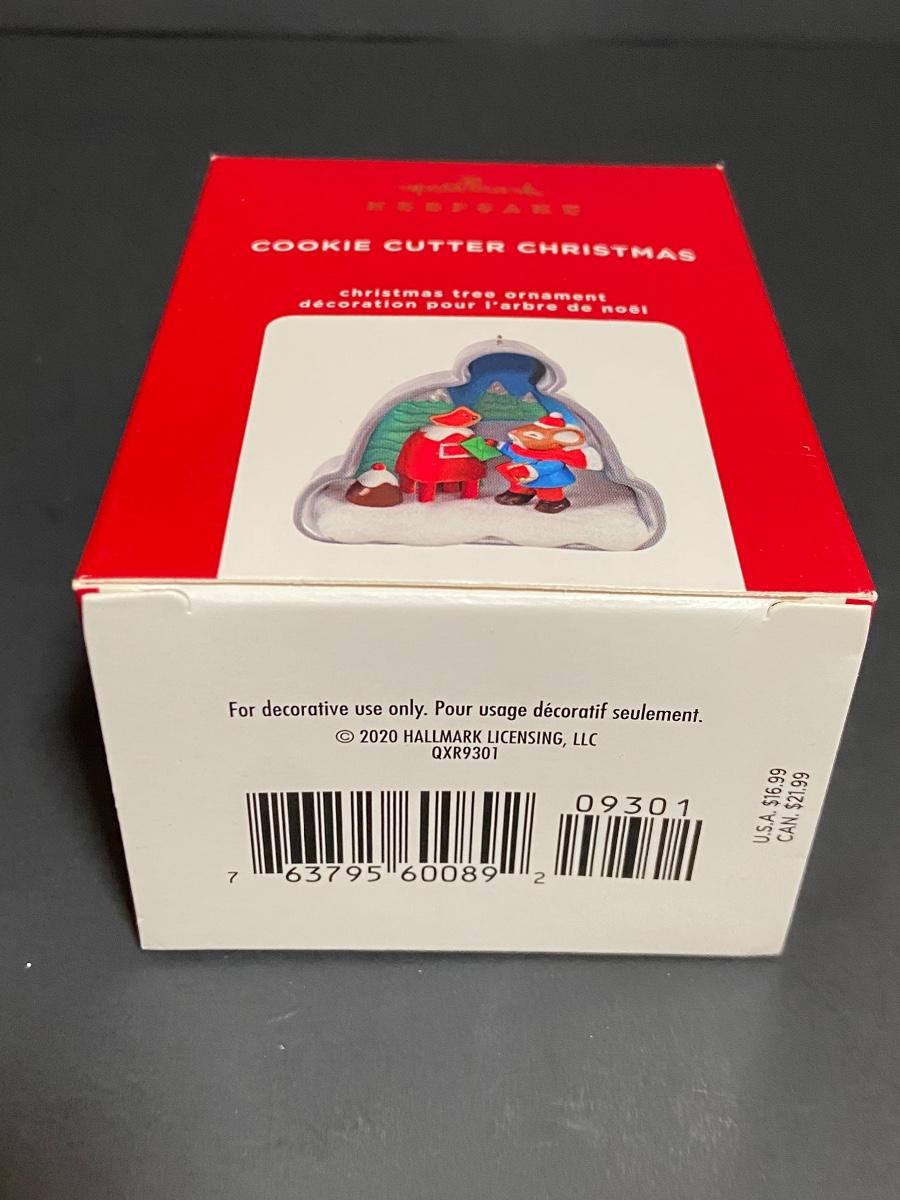 Hallmark
KEEPSAKE
COOKIE CUTTER CHRISTMAS
christmas tree ornament
décoration pour l'arbre de noël
For decorative use only. Pour usage décoratif seulement.
© 2020 HALLMARK LICENSING, LLC
QXR9301
7 63795 60089 2
09301
U.S.A. $16.99
CAN. $21.99